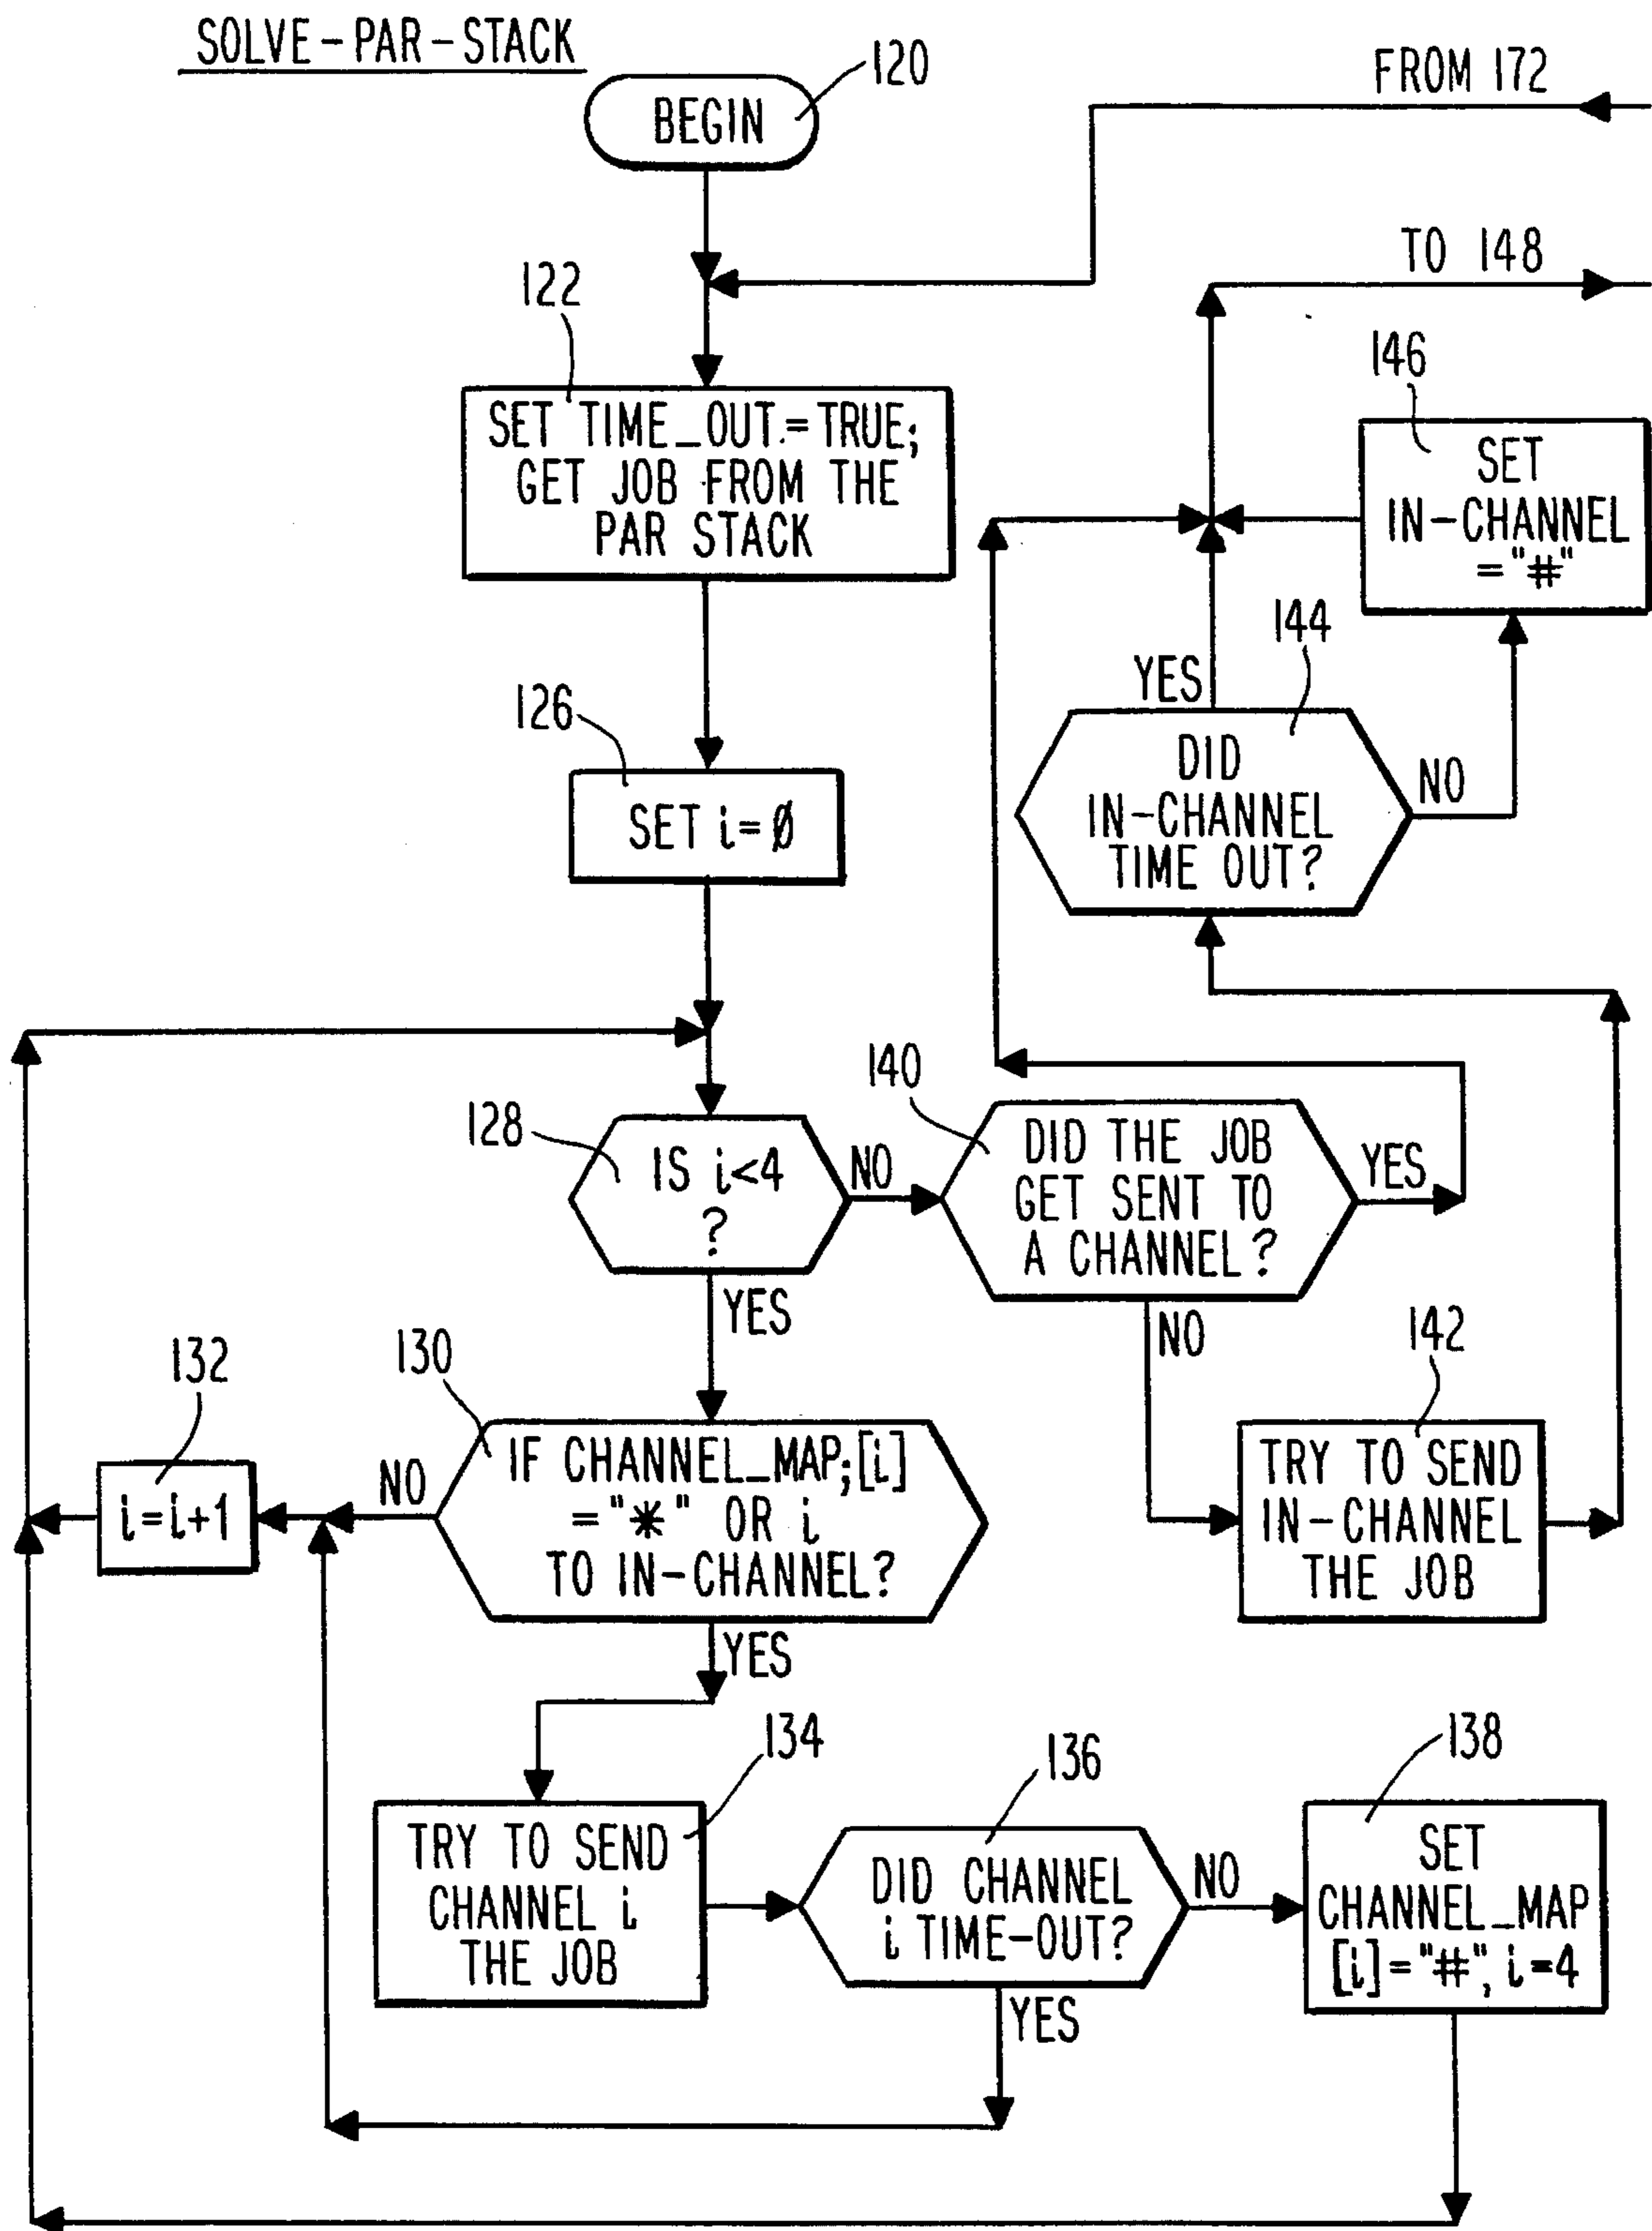 SOLVE-PAR-STACK
120
BEGIN
FROM 172
TO 148
122
SET TIME_OUT.=TRUE;
GET JOB FROM THE
PAR STACK
146
SET
IN-CHANNEL
="#"
144
YES
DID
IN-CHANNEL
TIME OUT?
NO
126
SET i=Ø
128
IS i<4
?
NO
YES
140
DID THE JOB
GET SENT TO
A CHANNEL?
YES
NO
142
TRY TO SEND
IN-CHANNEL
THE JOB
132
i=i+1
NO
130
IF CHANNEL_MAP;[i]
="*" OR i
TO IN-CHANNEL?
YES
134
TRY TO SEND
CHANNEL i
THE JOB
136
DID CHANNEL
i TIME-OUT?
NO
YES
138
SET
CHANNEL_MAP
[i]="#", i=4